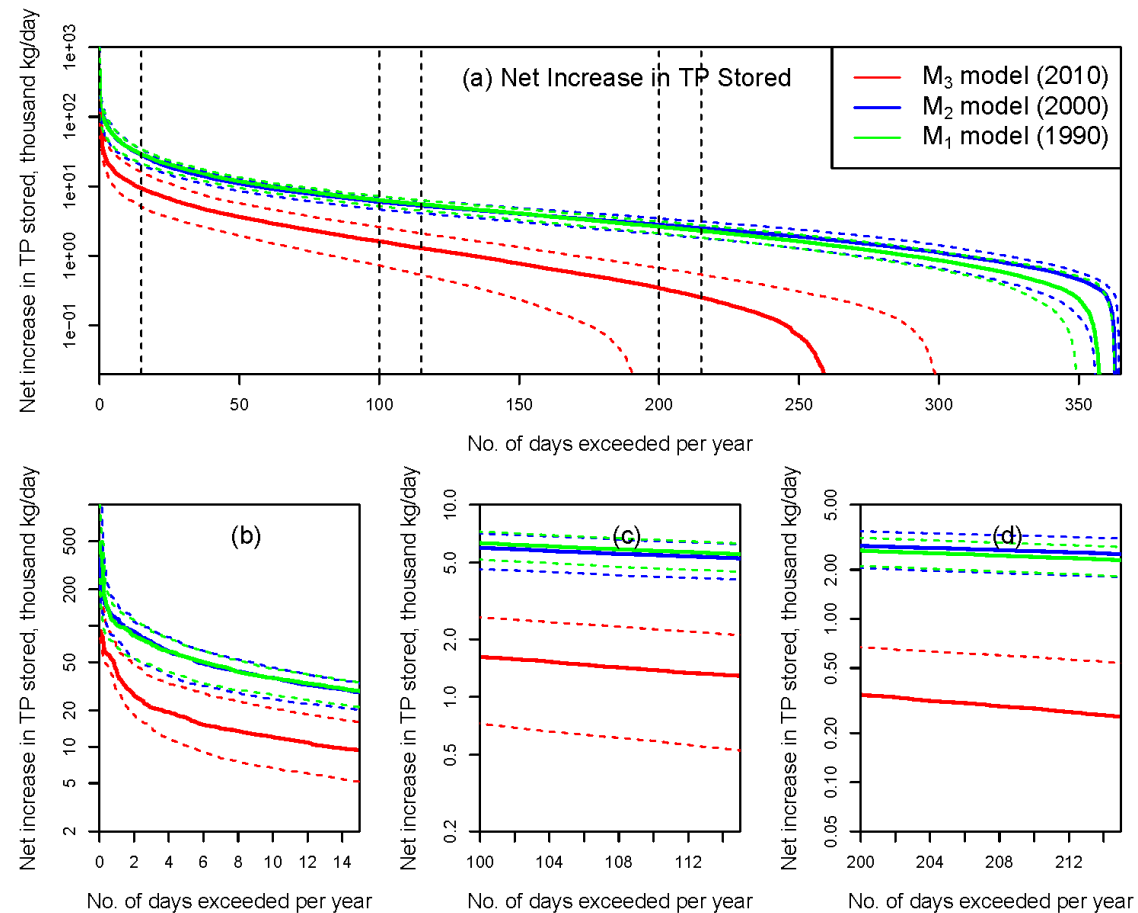 Net Increase in TP stored, thousand kg/day
1e+03
1e+02
1e+01
1e+00
1e-01
(a) Net Increase in TP Stored
M3 model (2010)
M2 model (2000)
M1 model (1990)
0 50 100 150 200 250 300 350
No. of days exceeded per year
Net increase in TP stored, thousand kg/day
500
200
50
20
10
5
2
(b)
0 2 4 6 8 10 12 14
No. of days exceeded per year
Net increase in TP stored, thousand kg/day
10.0
5.0
2.0
1.0
0.5
0.2
(c)
100 104 108 112
No. of days exceeded per year
Net increase in TP stored, thousand kg/day
5.00
2.00
0.50
0.20
0.10
0.05
(d)
200 204 208 212
No. of days exceeded per year